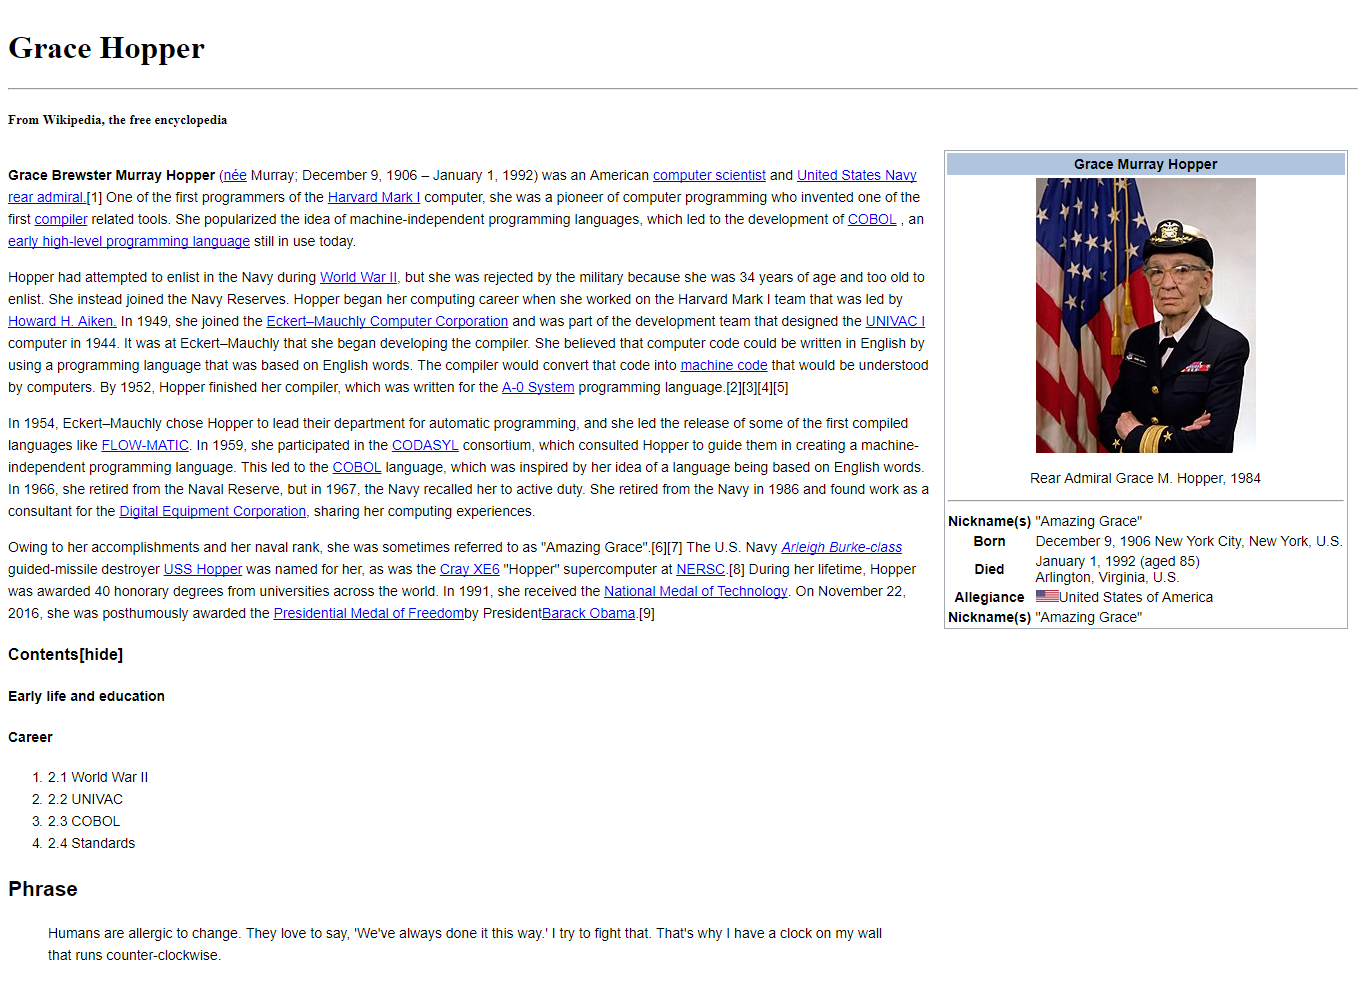 Grace Hopper
From Wikipedia, the free encyclopedia
Grace Brewster Murray Hopper (née Murray; December 9, 1906 – January 1, 1992) was an American computer scientist and United States Navy
rear admiral.[1] One of the first programmers of the Harvard Mark I computer, she was a pioneer of computer programming who invented one of the
first compiler related tools. She popularized the idea of machine-independent programming languages, which led to the development of COBOL , an
early high-level programming language still in use today.
Hopper had attempted to enlist in the Navy during World War II, but she was rejected by the military because she was 34 years of age and too old to
enlist. She instead joined the Navy Reserves. Hopper began her computing career when she worked on the Harvard Mark I team that was led by
Howard H. Aiken. In 1949, she joined the Eckert–Mauchly Computer Corporation and was part of the development team that designed the UNIVAC I
computer in 1944. It was at Eckert–Mauchly that she began developing the compiler. She believed that computer code could be written in English by
using a programming language that was based on English words. The compiler would convert that code into machine code that would be understood
by computers. By 1952, Hopper finished her compiler, which was written for the A-0 System programming language.[2][3][4][5]
In 1954, Eckert–Mauchly chose Hopper to lead their department for automatic programming, and she led the release of some of the first compiled
languages like FLOW-MATIC. In 1959, she participated in the CODASYL consortium, which consulted Hopper to guide them in creating a machine-
independent programming language. This led to the COBOL language, which was inspired by her idea of a language being based on English words.
In 1966, she retired from the Naval Reserve, but in 1967, the Navy recalled her to active duty. She retired from the Navy in 1986 and found work as a
consultant for the Digital Equipment Corporation, sharing her computing experiences.
Owing to her accomplishments and her naval rank, she was sometimes referred to as "Amazing Grace".[6][7] The U.S. Navy Arleigh Burke-class
guided-missile destroyer USS Hopper was named for her, as was the Cray XE6 "Hopper" supercomputer at NERSC.[8] During her lifetime, Hopper
was awarded 40 honorary degrees from universities across the world. In 1991, she received the National Medal of Technology. On November 22,
2016, she was posthumously awarded the Presidential Medal of Freedomby PresidentBarack Obama.[9]
Grace Murray Hopper
Rear Admiral Grace M. Hopper, 1984
Nickname(s) "Amazing Grace"
Born December 9, 1906 New York City, New York, U.S.
Died January 1, 1992 (aged 85)
Arlington, Virginia, U.S.
Allegiance United States of America
Nickname(s) "Amazing Grace"
Contents[hide]
Early life and education
Career
1. 2.1 World War II
2. 2.2 UNIVAC
3. 2.3 COBOL
4. 2.4 Standards
Phrase
Humans are allergic to change. They love to say, 'We've always done it this way.' I try to fight that. That's why I have a clock on my wall
that runs counter-clockwise.